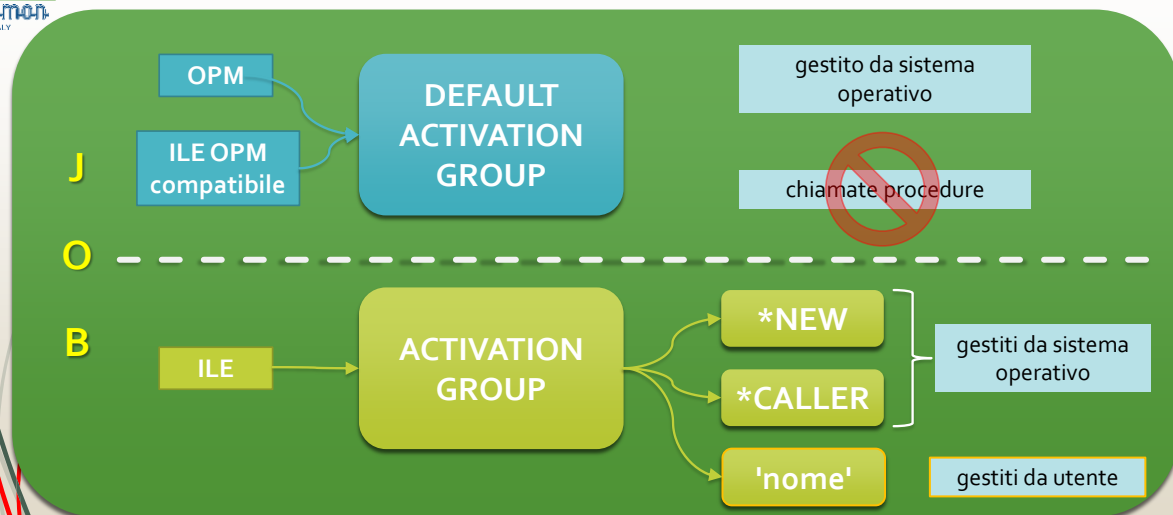 OPM
DEFAULT
ACTIVATION
GROUP
gestito da sistema
operativo
ILE OPM
compatibile
chiamate procedure
J
O
B
ILE
ACTIVATION
GROUP
*NEW
*CALLER
'nome'
gestiti da sistema
operativo
gestiti da utente